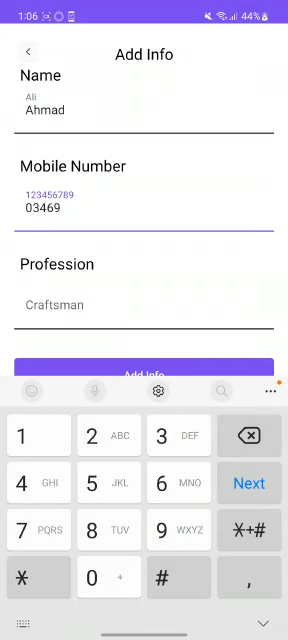 1:06 44%
Add Info
Name
Ali
Ahmad
Mobile Number
123456789
03469
Profession
Craftsman
Add Info
1 2 ABC 3 DEF
4 GHI 5 JKL 6 MNO Next
7 PQRS 8 TUV 9 WXYZ *+#
* 0 + # ,